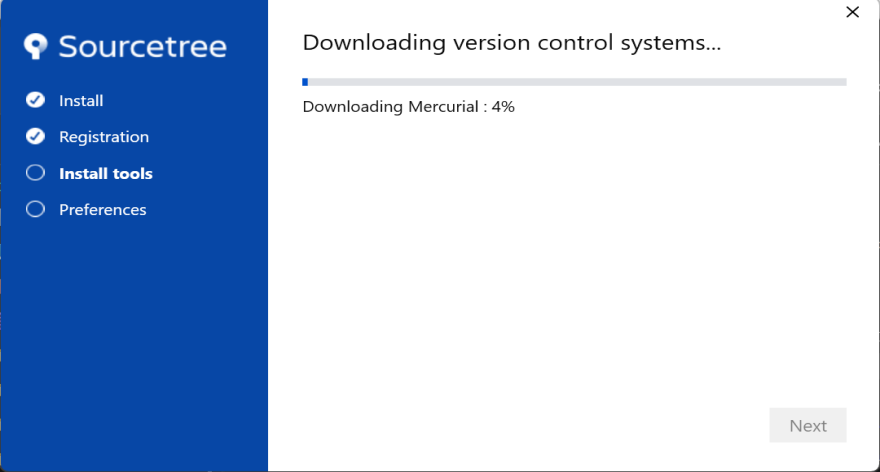 Sourcetree
Install
Registration
Install tools
Preferences
Downloading version control systems...
Downloading Mercurial : 4%
Next